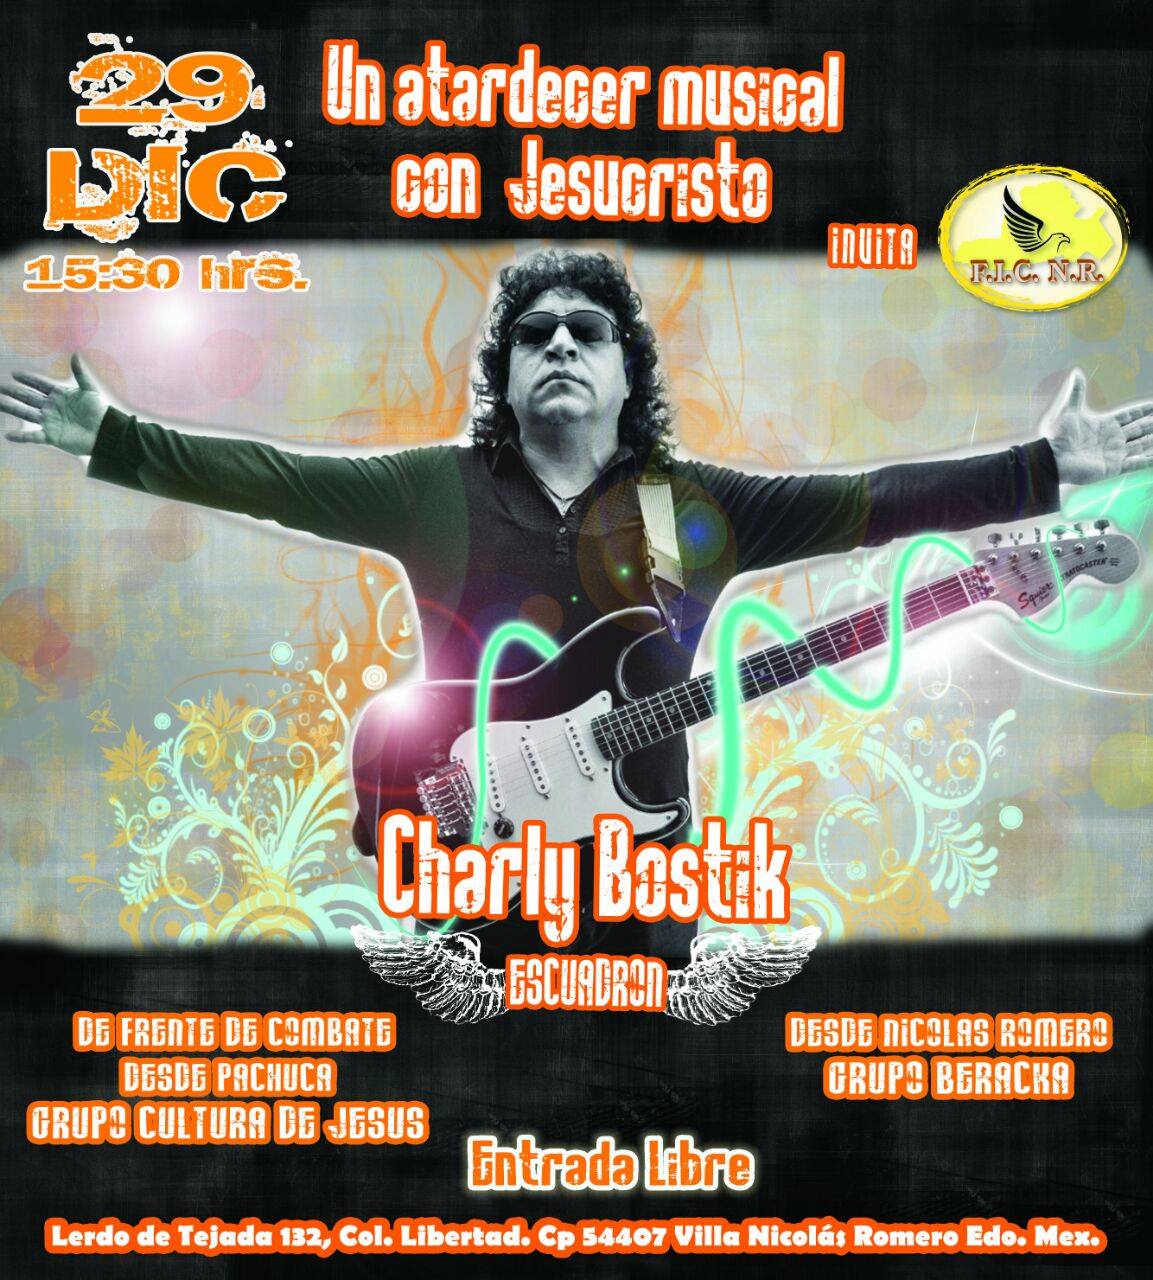 29
DIC
15:30 hrs.
Un atardecer musical
con Jesucristo
INVITA
F.I.C. N.R.
Squier
STRATOCASTER
Charly Bostik
ESCUADRON
DE FRENTE DE COMBATE
DESDE PACHUCA
GRUPO CULTURA DE JESUS
DESDE NICOLAS ROMERO
GRUPO BERACKA
Entrada Libre
Lerdo de Tejada 132, Col. Libertad. Cp 54407 Villa Nicolás Romero Edo. Mex.